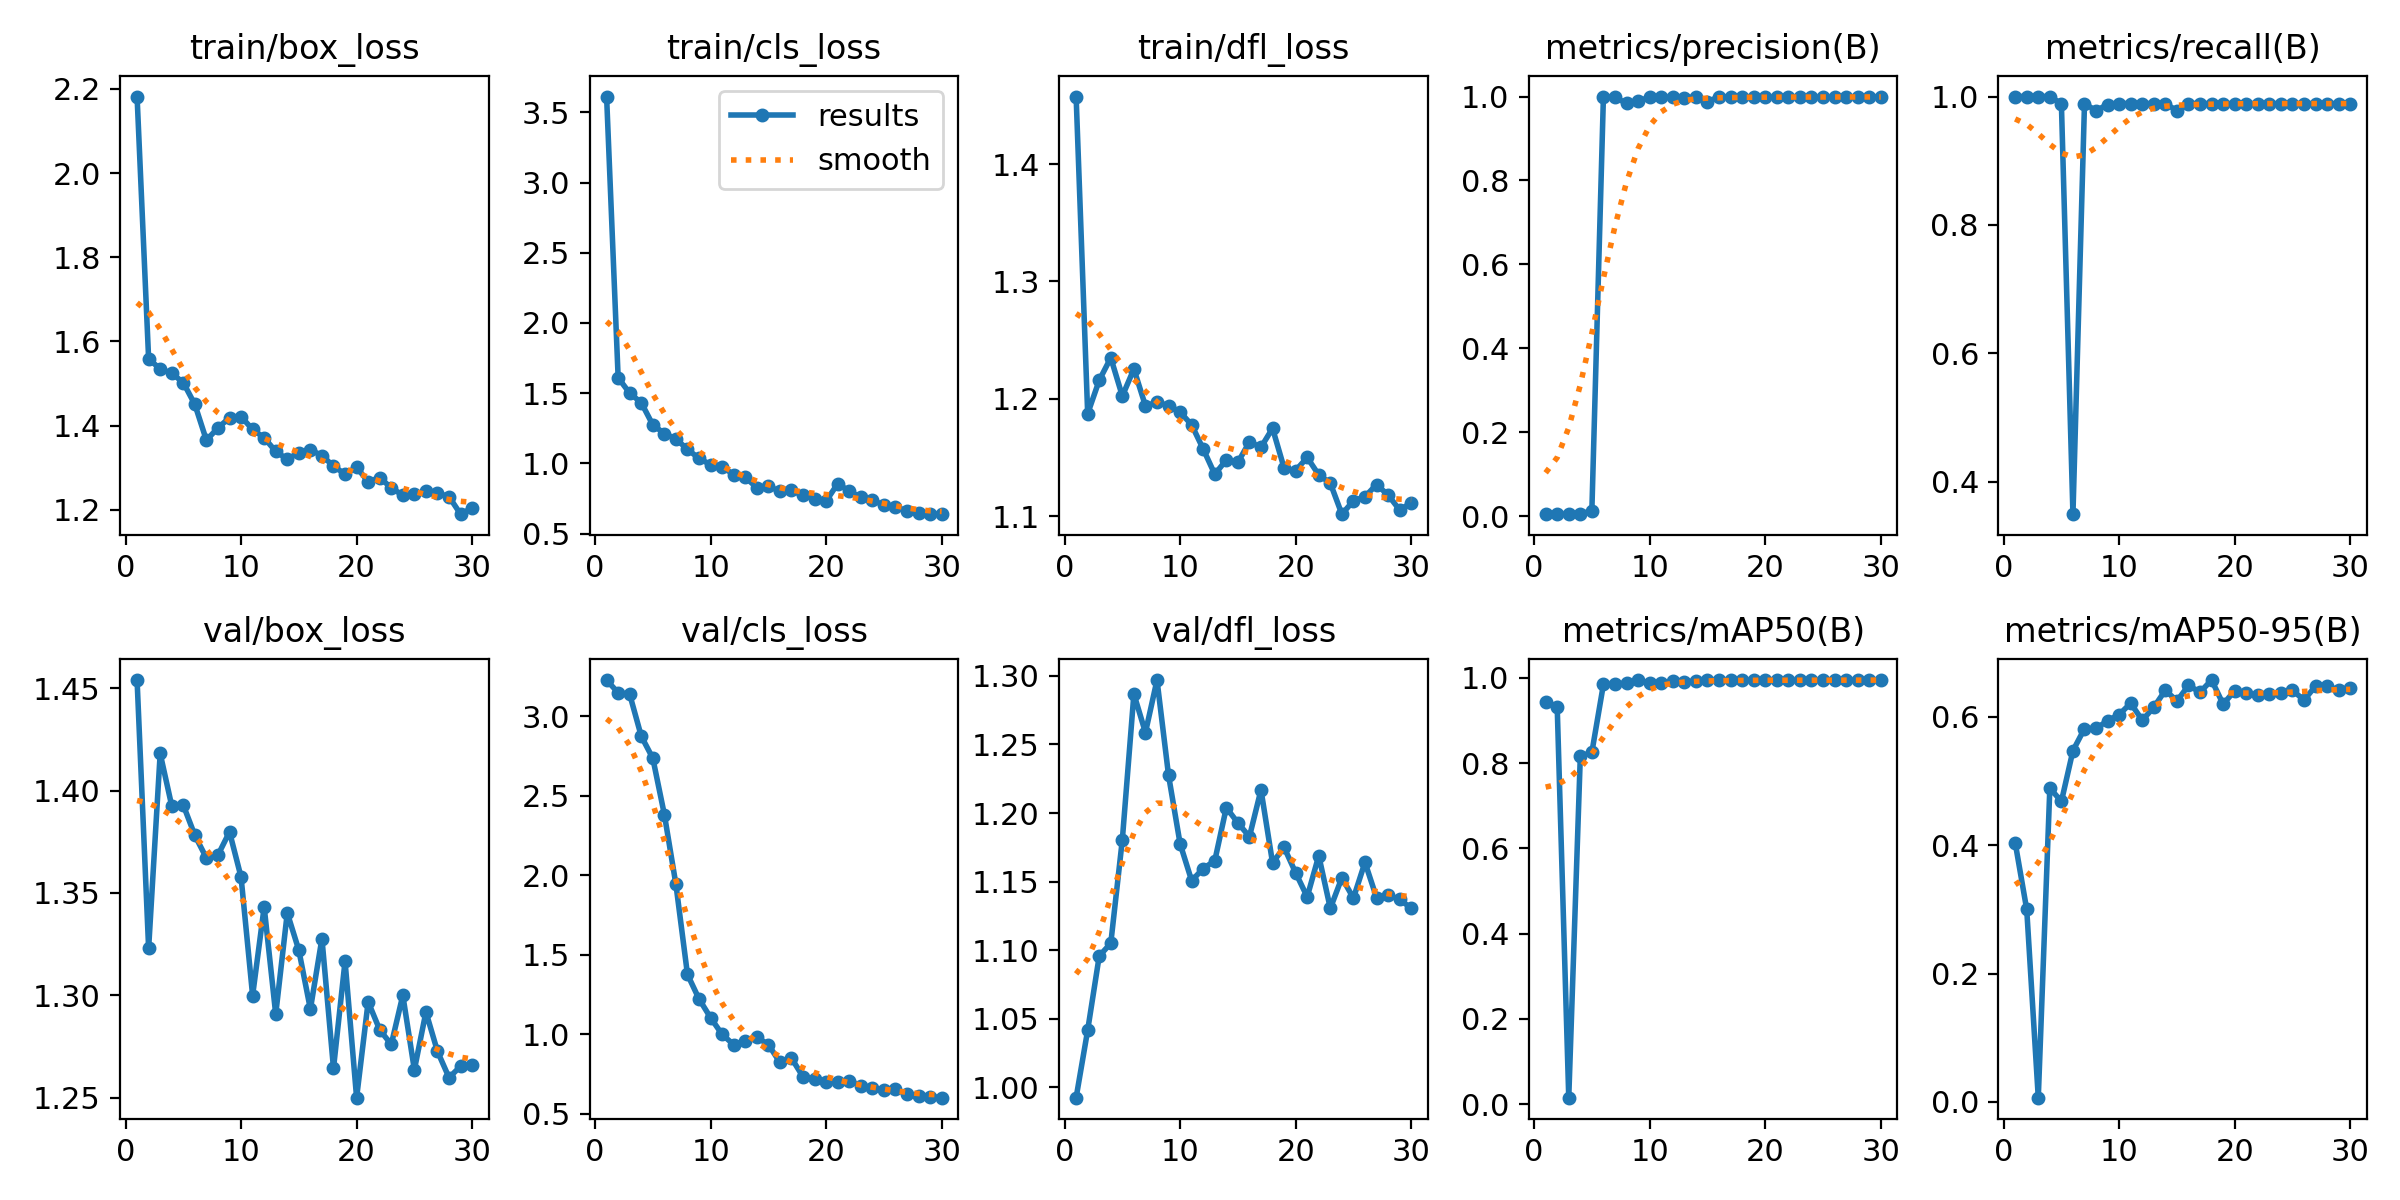 train/box_loss
2.2
2.0
1.8
1.6
1.4
1.2
0 10 20 30
train/cls_loss
results
smooth
3.5
3.0
2.5
2.0
1.5
1.0
0.5
0 10 20 30
train/dfl_loss
1.4
1.3
1.2
1.1
0 10 20 30
metrics/precision(B)
1.0
0.8
0.6
0.4
0.2
0.0
0 10 20 30
metrics/recall(B)
1.0
0.8
0.6
0.4
0 10 20 30
val/box_loss
1.45
1.40
1.35
1.30
1.25
0 10 20 30
val/cls_loss
3.0
2.5
2.0
1.5
1.0
0.5
0 10 20 30
val/dfl_loss
1.30
1.25
1.20
1.15
1.10
1.05
1.00
0 10 20 30
metrics/mAP50(B)
1.0
0.8
0.6
0.4
0.2
0.0
0 10 20 30
metrics/mAP50-95(B)
0.6
0.4
0.2
0.0
0 10 20 30